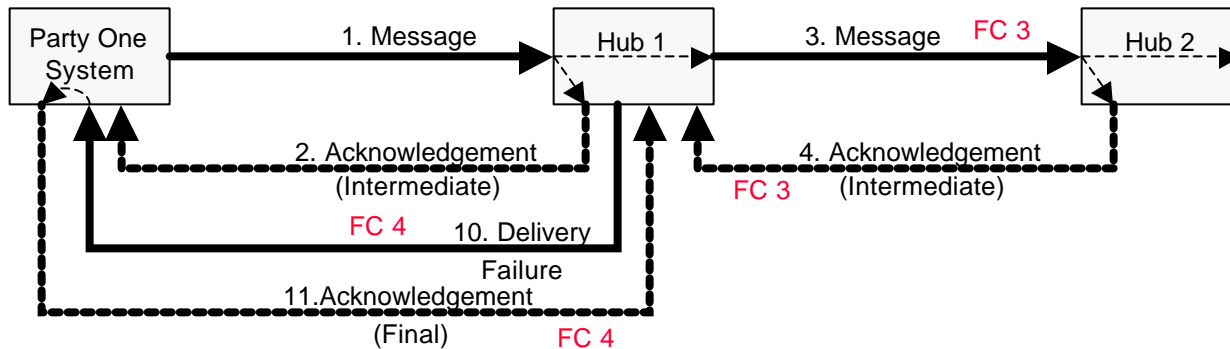 Party One
System
1. Message
Hub 1
3. Message
FC 3
Hub 2
2. Acknowledgement
(Intermediate)
4. Acknowledgement
(Intermediate)
FC 3
FC 4
10. Delivery
Failure
11.Acknowledgement
(Final)
FC 4